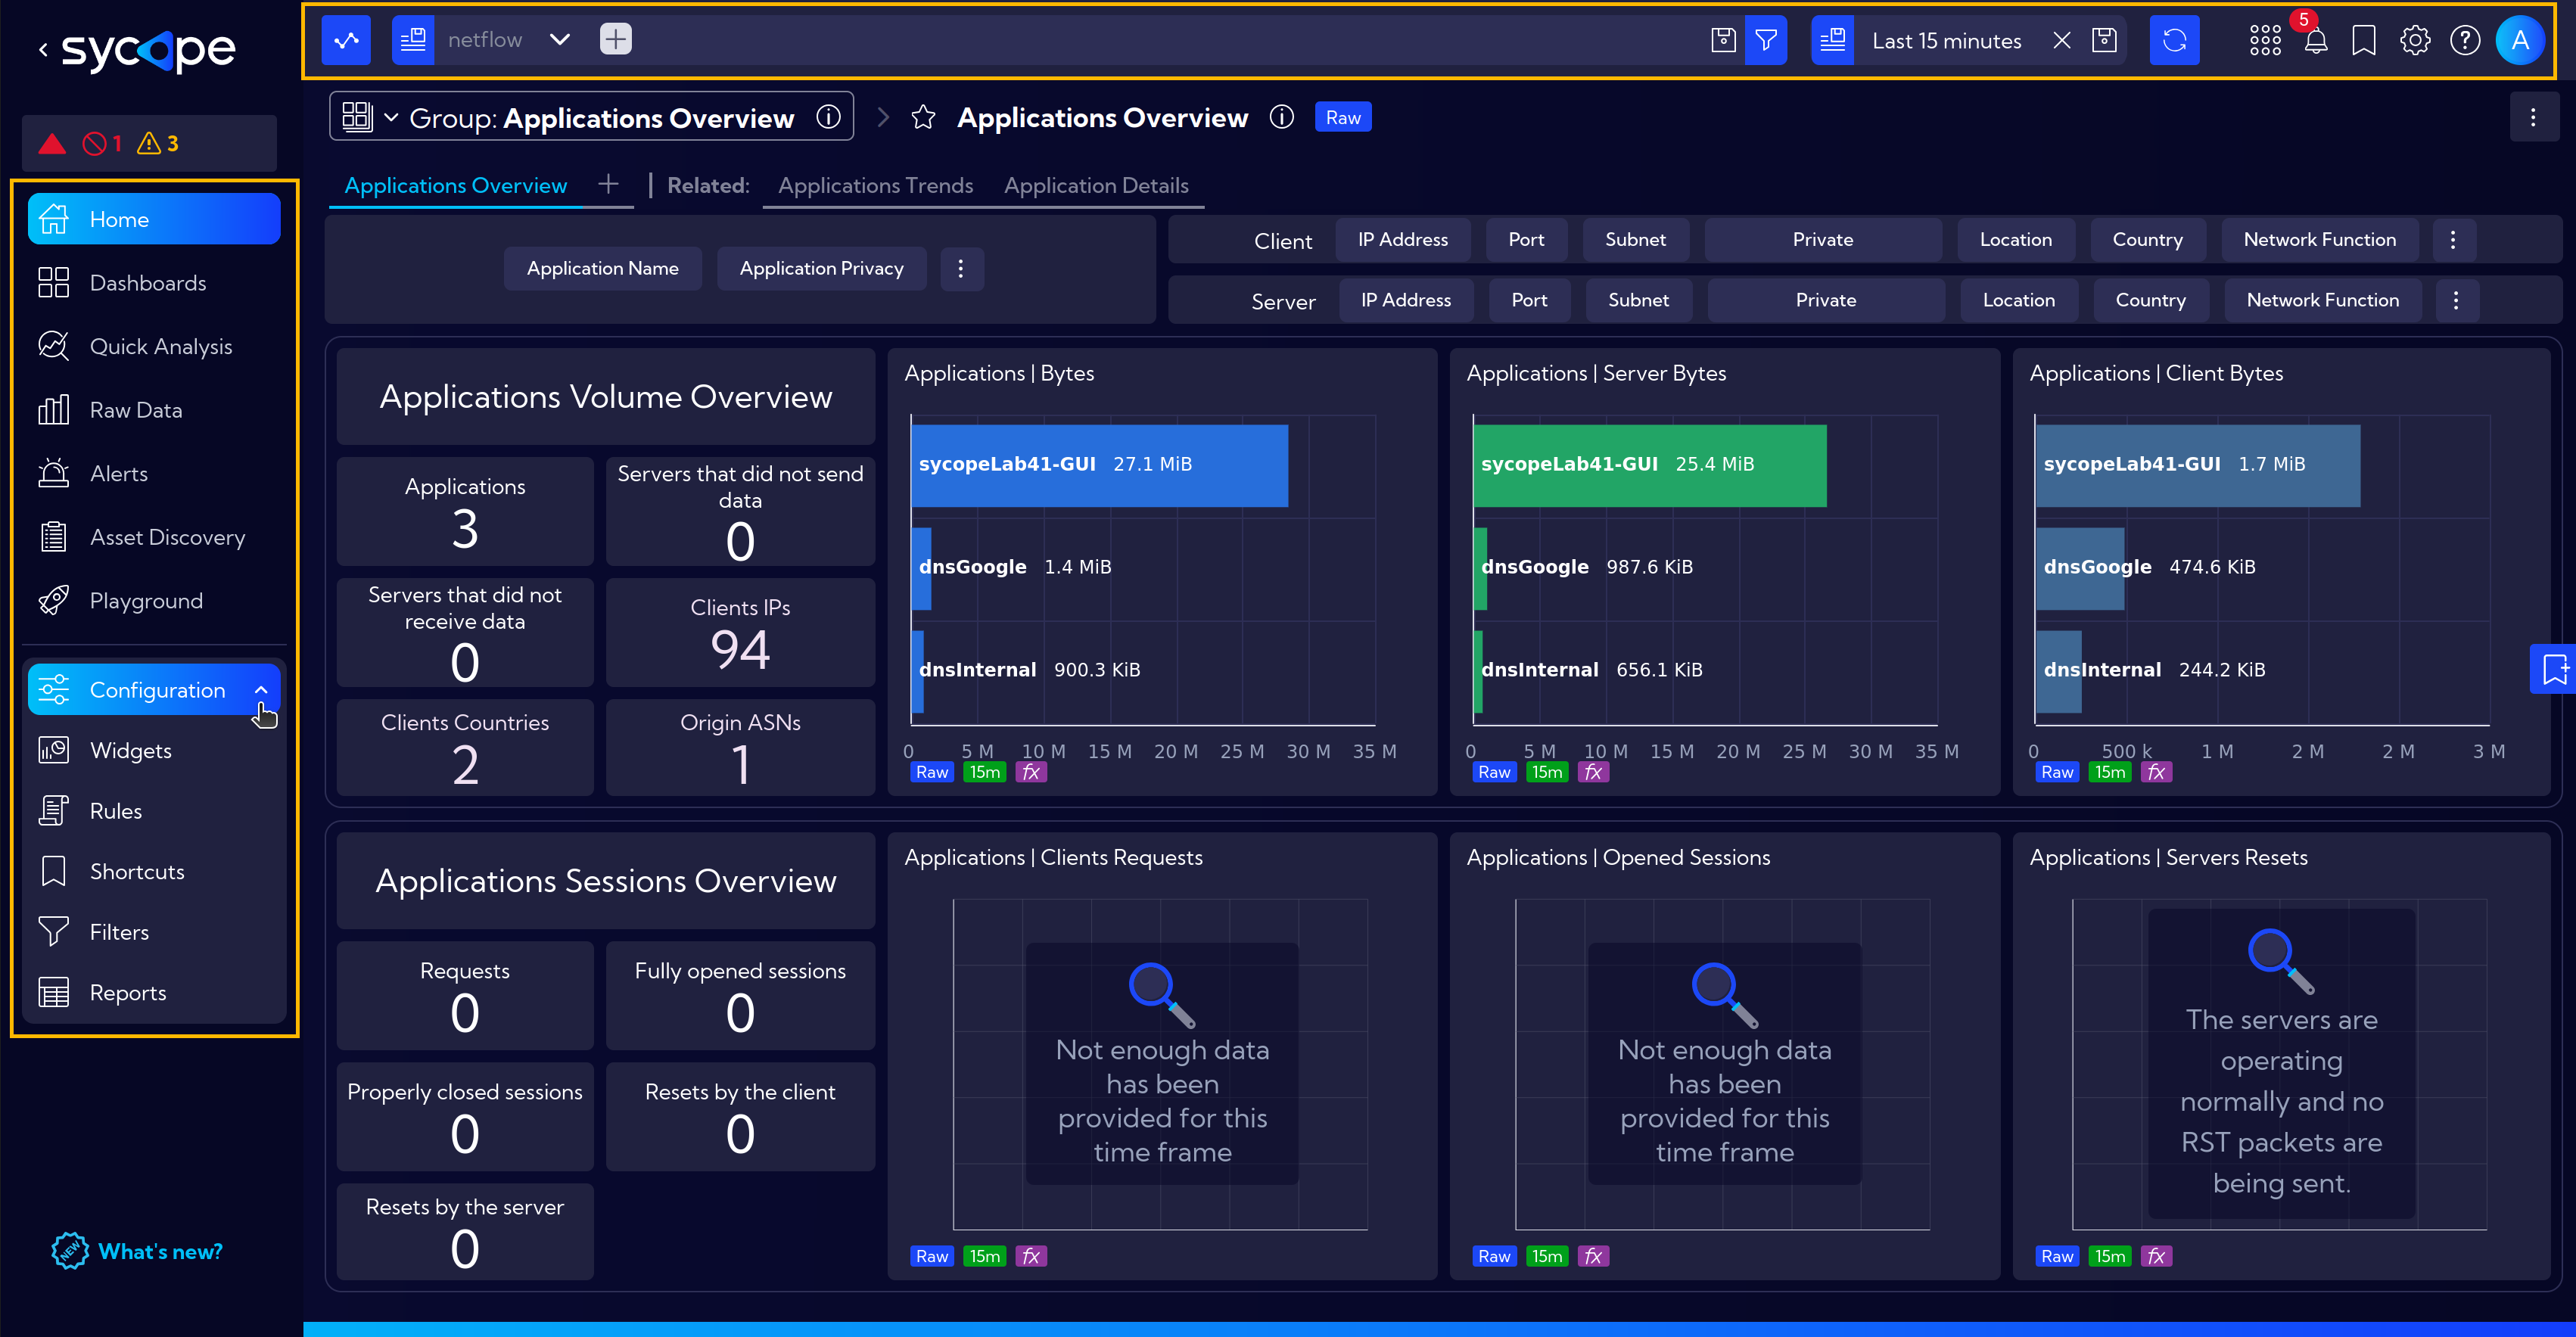 sycope
netflow
Last 15 minutes
5
A
1 3
Group: Applications Overview
Applications Overview
Raw
Applications Overview
Related:
Applications Trends
Application Details
Home
Dashboards
Quick Analysis
Raw Data
Alerts
Asset Discovery
Playground
Configuration
Widgets
Rules
Shortcuts
Filters
Reports
NEW
What's new?
Application Name
Application Privacy
Client IP Address Port Subnet Private Location Country Network Function
Server IP Address Port Subnet Private Location Country Network Function
Applications Volume Overview
Applications
3
Servers that did not send
data
0
Servers that did not
receive data
0
Clients IPs
94
Clients Countries
2
Origin ASNs
1
Applications | Bytes
sycopeLab41-GUI 27.1 MiB
dnsGoogle 1.4 MiB
dnsInternal 900.3 KiB
0 5 M 10 M 15 M 20 M 25 M 30 M 35 M
Raw 15m fx
Applications | Server Bytes
sycopeLab41-GUI 25.4 MiB
dnsGoogle 987.6 KiB
dnsInternal 656.1 KiB
0 5 M 10 M 15 M 20 M 25 M 30 M 35 M
Raw 15m fx
Applications | Client Bytes
sycopeLab41-GUI 1.7 MiB
dnsGoogle 474.6 KiB
dnsInternal 244.2 KiB
0 500 k 1 M 2 M 2 M 3 M
Raw 15m fx
Applications Sessions Overview
Requests
0
Fully opened sessions
0
Properly closed sessions
0
Resets by the client
0
Resets by the server
0
Applications | Clients Requests
Not enough data
has been
provided for this
time frame
Raw 15m fx
Applications | Opened Sessions
Not enough data
has been
provided for this
time frame
Raw 15m fx
Applications | Servers Resets
The servers are
operating
normally and no
RST packets are
being sent.
Raw 15m fx